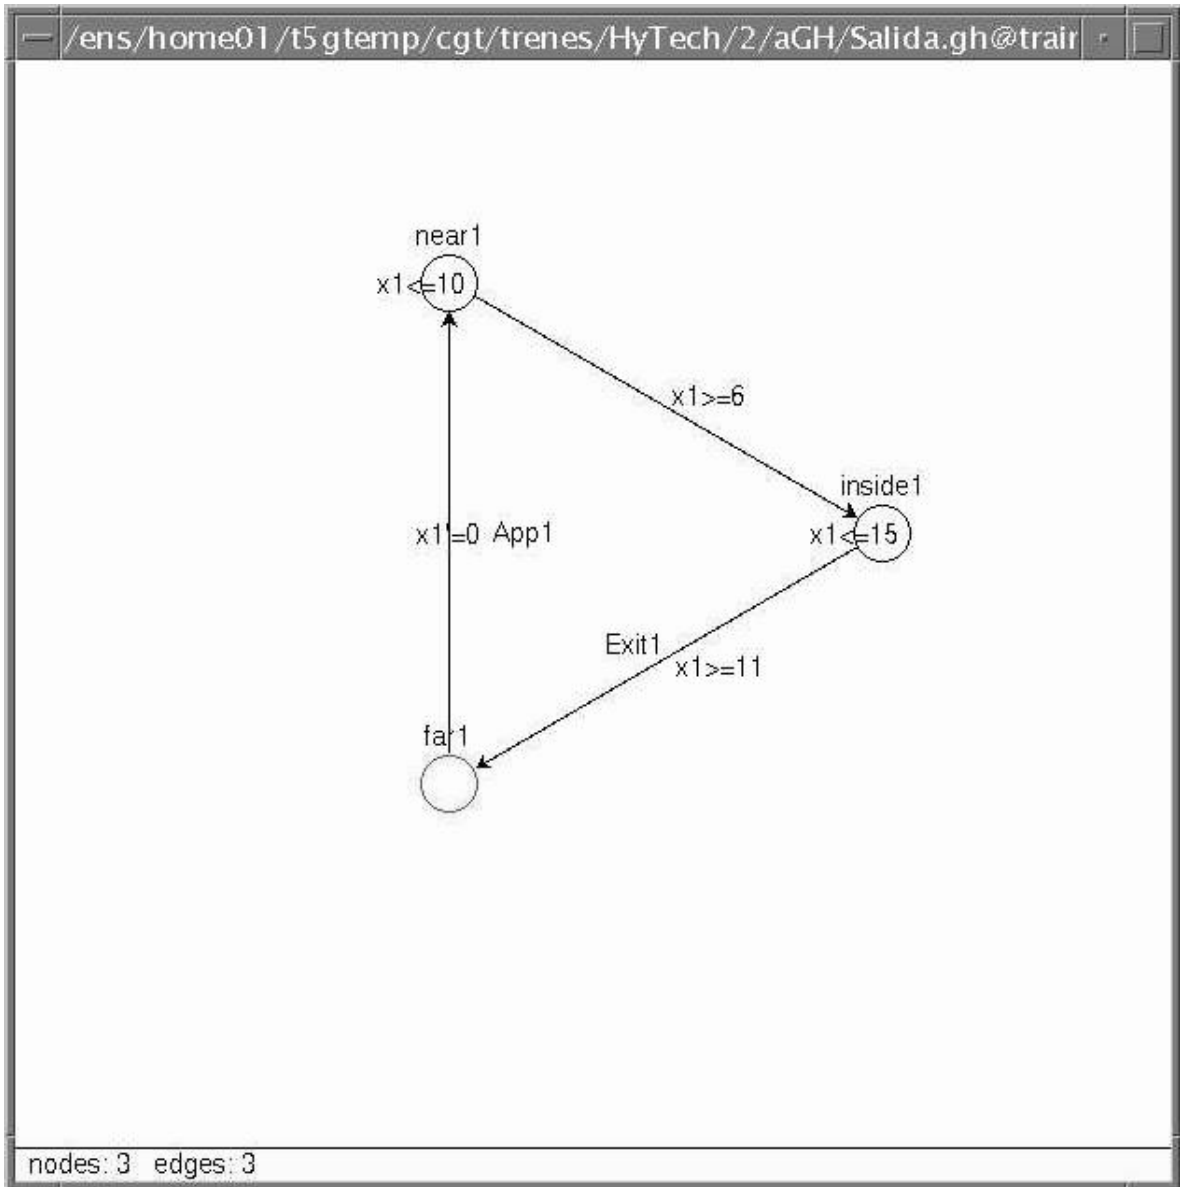 /ens/home01/t5gtemp/cgt/trenes/HyTech/2/aGH/Salida.gh@train
near1
x1<=10
x1>=6
inside1
x1<=15
x1'=0 App1
Exit1
x1>=11
far1
nodes: 3 edges: 3